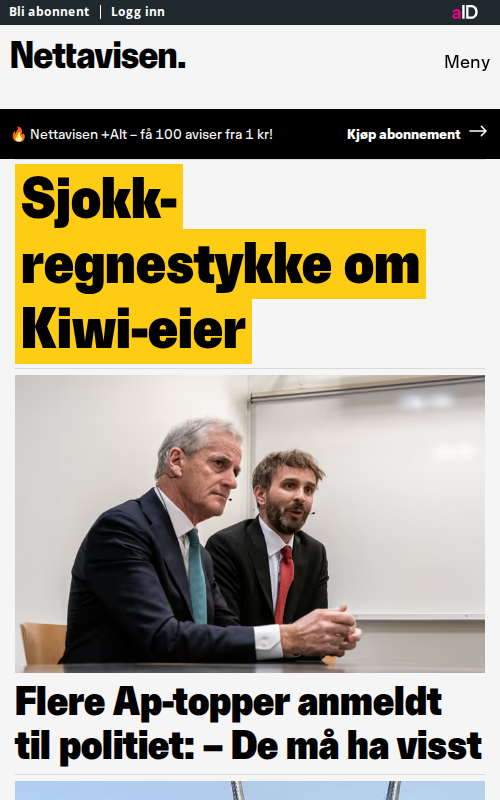 Bli abonnent | Logg inn
aID
Nettavisen.
Meny
🔥 Nettavisen +Alt – få 100 aviser fra 1 kr!
Kjøp abonnement →
Sjokk-
regnestykke om
Kiwi-eier
Flere Ap-topper anmeldt
til politiet: – De må ha visst